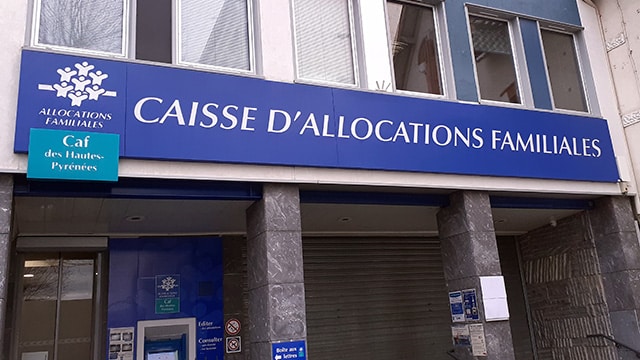 ALLOCATIONS
FAMILIALES
CAISSE D'ALLOCATIONS FAMILIALES
Caf
des Hautes-
Pyrénées
Editer
Consulter
Boîte aux
lettres